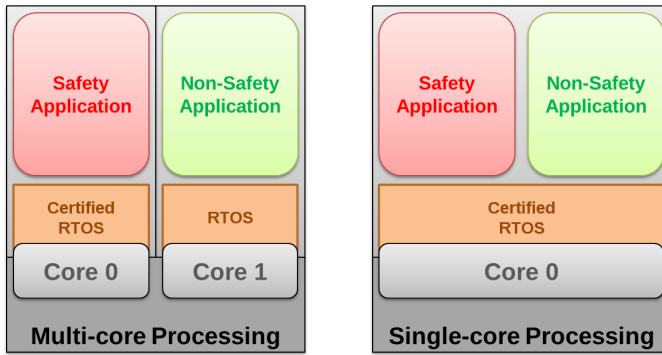 Safety
Application
Non-Safety
Application
Certified
RTOS
RTOS
Core 0
Core 1
Multi-core Processing
Safety
Application
Non-Safety
Application
Certified
RTOS
Core 0
Single-core Processing